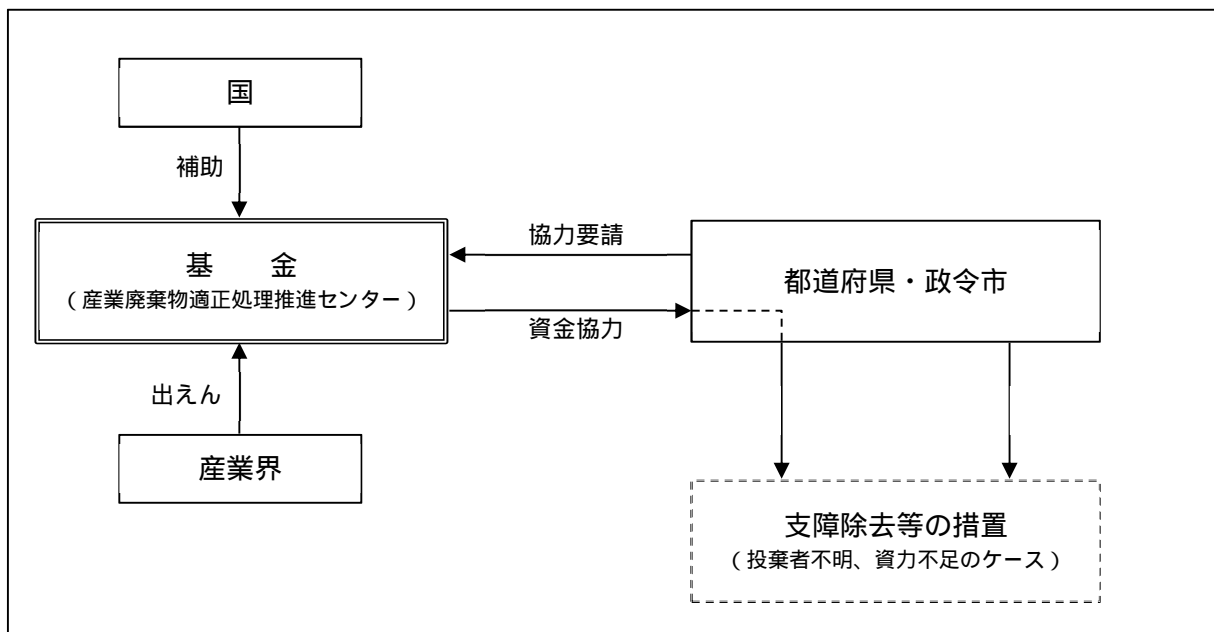 国
補助
基　　金
（産業廃棄物適正処理推進センター）
協力要請
資金協力
都道府県・政令市
出えん
産業界
支障除去等の措置
（投棄者不明、資力不足のケース）